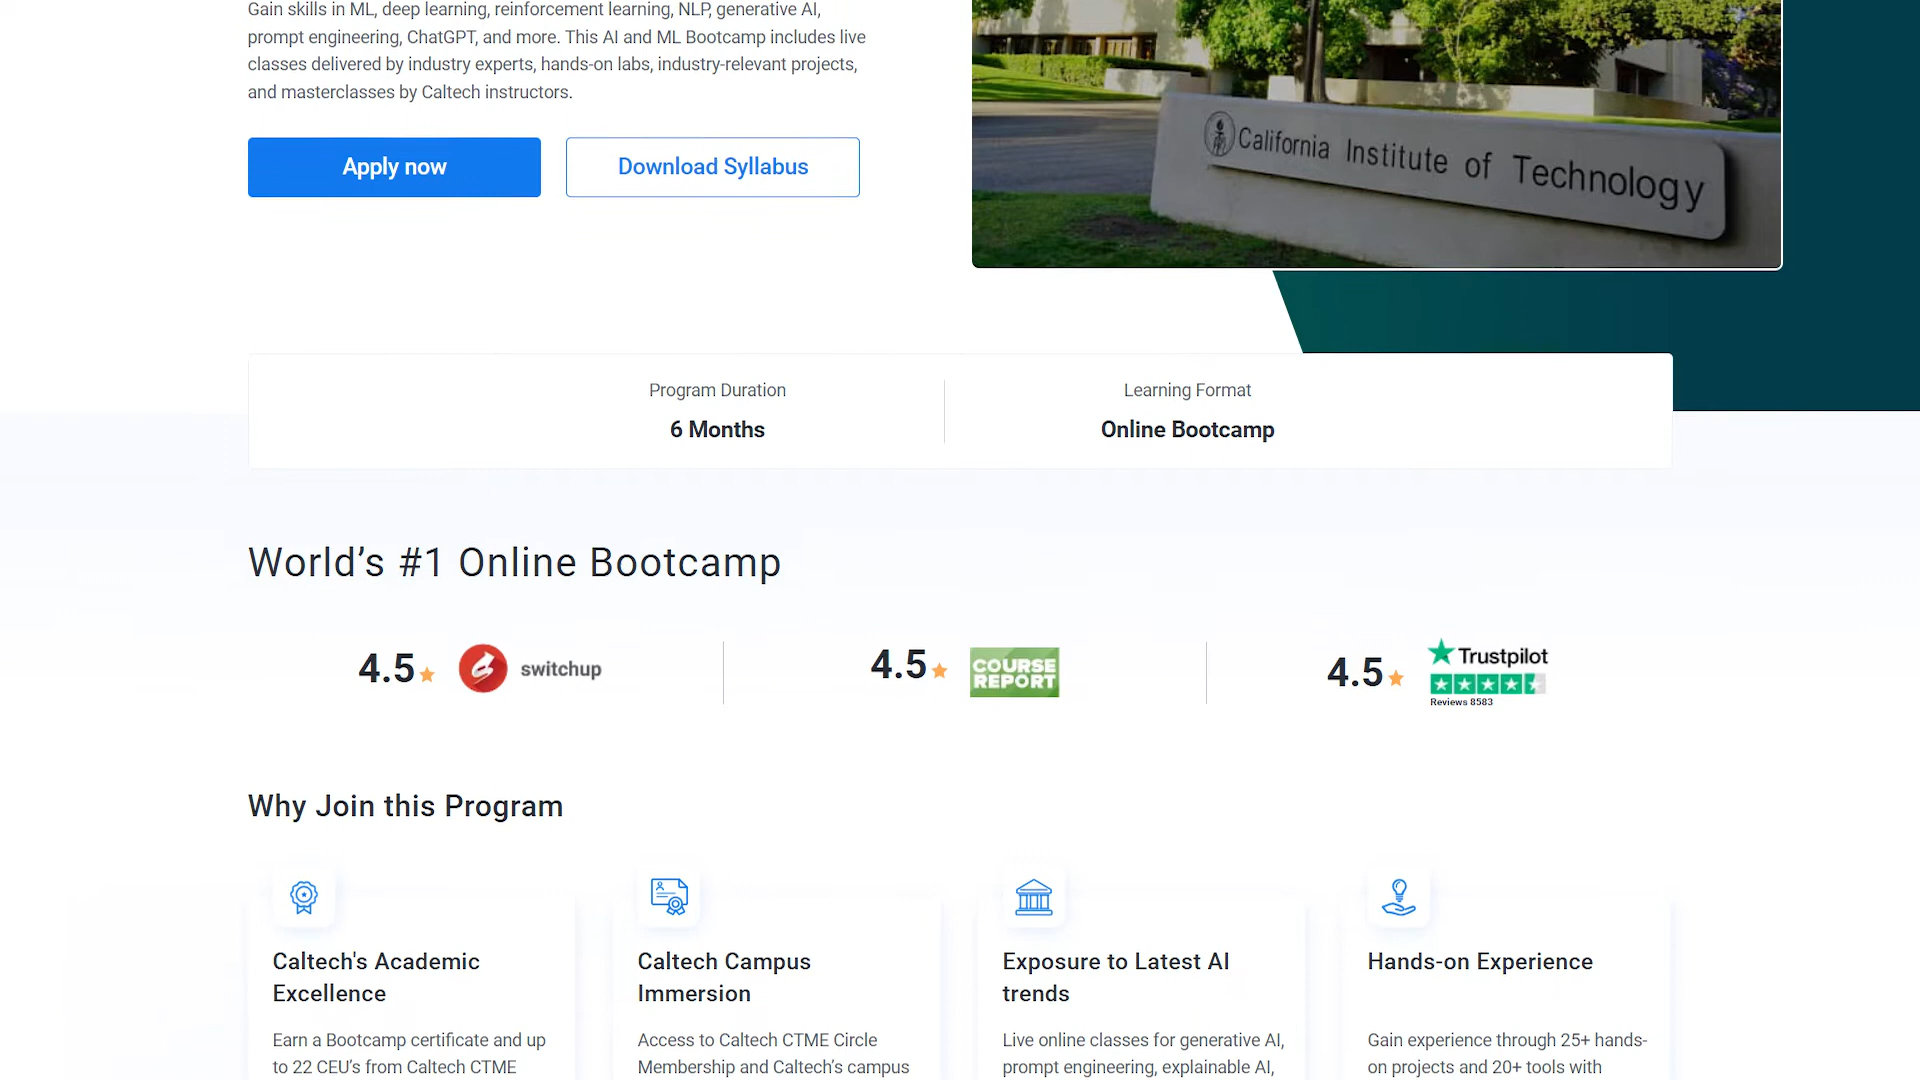 Gain skills in ML, deep learning, reinforcement learning, NLP, generative AI,
prompt engineering, ChatGPT, and more. This AI and ML Bootcamp includes live
classes delivered by industry experts, hands-on labs, industry-relevant projects,
and masterclasses by Caltech instructors.
Apply now
Download Syllabus
California Institute of Technology
Program Duration
6 Months
Learning Format
Online Bootcamp
World’s #1 Online Bootcamp
4.5
switchup
4.5
COURSE
REPORT
4.5
Trustpilot
Reviews 8583
Why Join this Program
Caltech's Academic
Excellence
Earn a Bootcamp certificate and up
to 22 CEU’s from Caltech CTME
Caltech Campus
Immersion
Access to Caltech CTME Circle
Membership and Caltech’s campus
Exposure to Latest AI
trends
Live online classes for generative AI,
prompt engineering, explainable AI,
Hands-on Experience
Gain experience through 25+ hands-
on projects and 20+ tools with